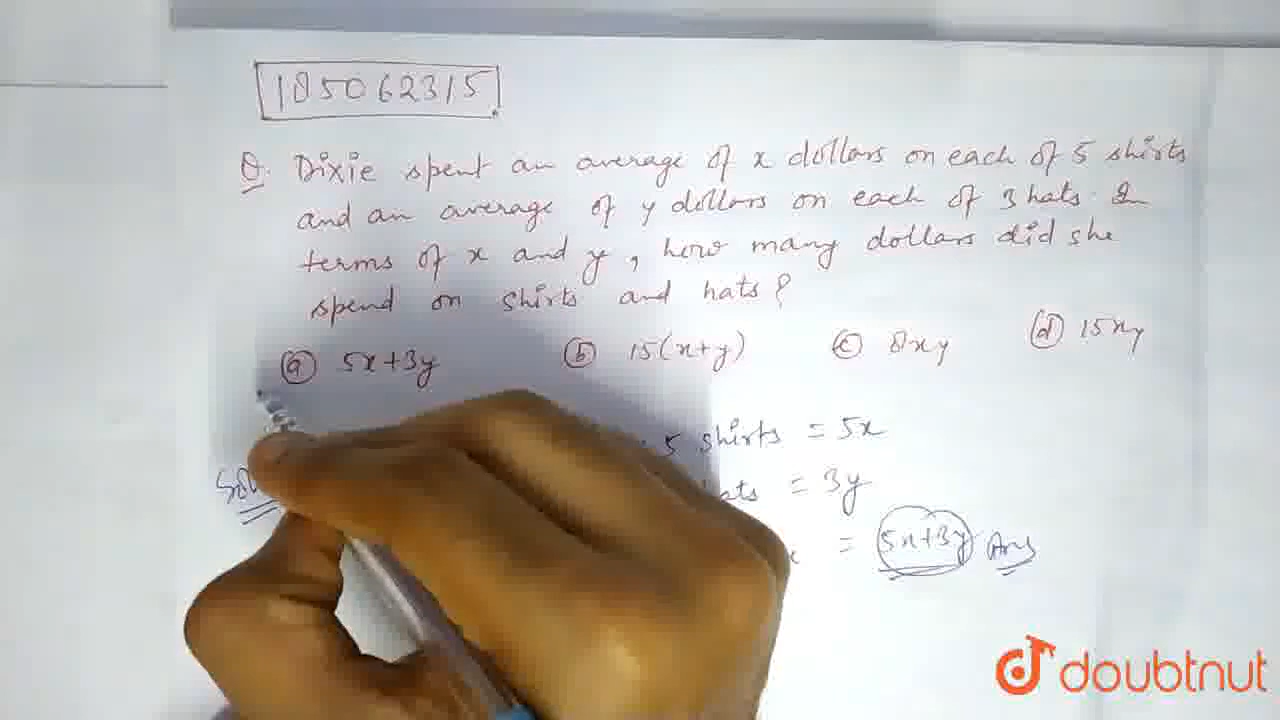 185062315
Q. Dixie spent an average of x dollars on each of 5 shirts
and an average of y dollars on each of 3 hats. In
terms of x and y, how many dollars did she
spend on shirts and hats?
(a) 5x+3y (b) 15(x+y) (c) 8xy (d) 15xy
5 shirts = 5x
= 3y
= 5x+3y Ans
doubtnut